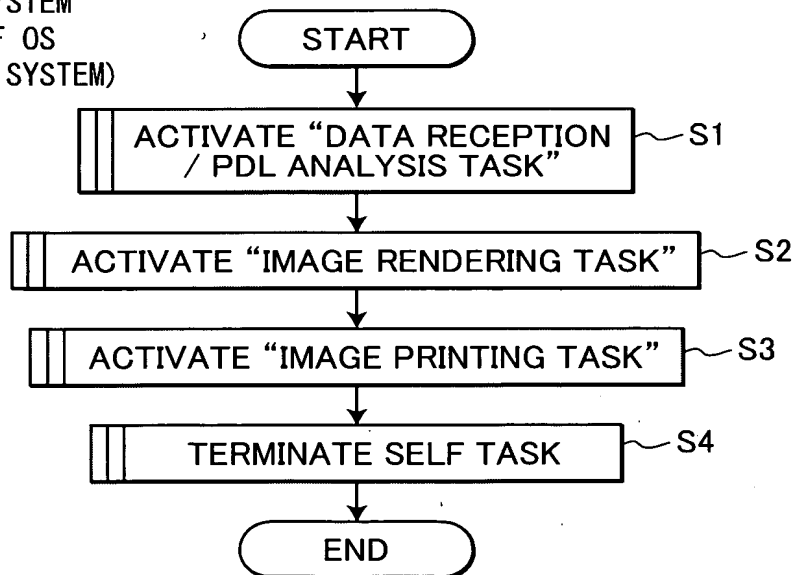 OS
SYSTEM)
START
ACTIVATE “DATA RECEPTION
/ PDL ANALYSIS TASK”
S1
ACTIVATE “IMAGE RENDERING TASK”
S2
ACTIVATE “IMAGE PRINTING TASK”
S3
TERMINATE SELF TASK
S4
END